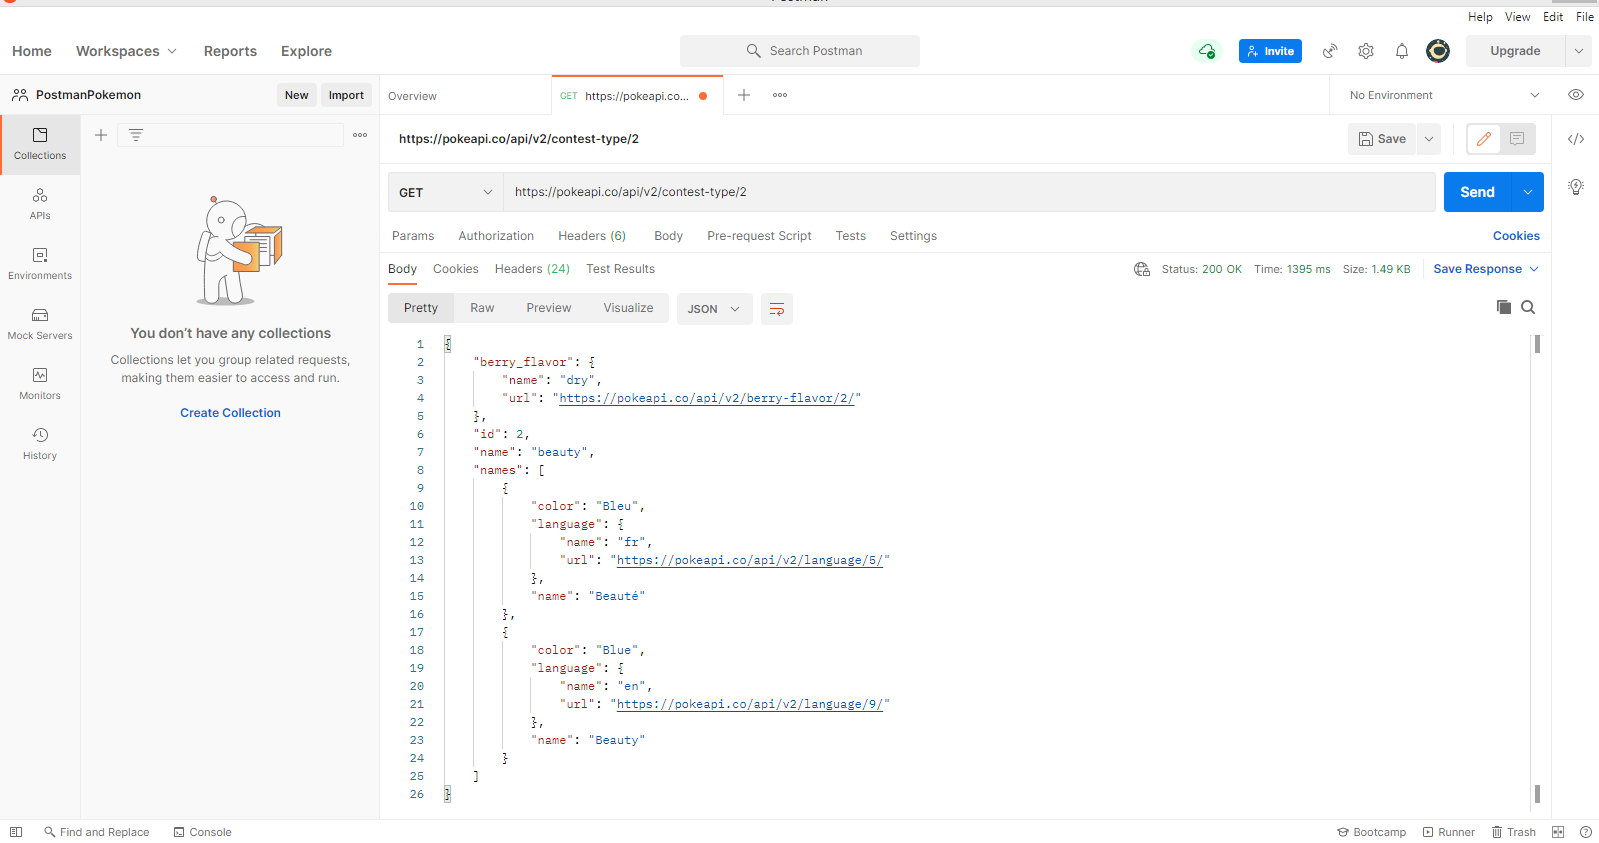 Postman
Help View Edit File
Home Workspaces Reports Explore Search Postman Invite Upgrade
PostmanPokemon New Import Overview GET https://pokeapi.co... No Environment
Collections
APIs
Environments
Mock Servers
Monitors
History
You don't have any collections
Collections let you group related requests,
making them easier to access and run.
Create Collection
https://pokeapi.co/api/v2/contest-type/2 Save
GET https://pokeapi.co/api/v2/contest-type/2 Send
Params Authorization Headers (6) Body Pre-request Script Tests Settings Cookies
Body Cookies Headers (24) Test Results Status: 200 OK Time: 1395 ms Size: 1.49 KB Save Response
Pretty Raw Preview Visualize JSON
1 {
2 "berry_flavor": {
3 "name": "dry",
4 "url": "https://pokeapi.co/api/v2/berry-flavor/2/"
5 },
6 "id": 2,
7 "name": "beauty",
8 "names": [
9 {
10 "color": "Bleu",
11 "language": {
12 "name": "fr",
13 "url": "https://pokeapi.co/api/v2/language/5/"
14 },
15 "name": "Beauté"
16 },
17 {
18 "color": "Blue",
19 "language": {
20 "name": "en",
21 "url": "https://pokeapi.co/api/v2/language/9/"
22 },
23 "name": "Beauty"
24 }
25 ]
26 }
Find and Replace Console Bootcamp Runner Trash